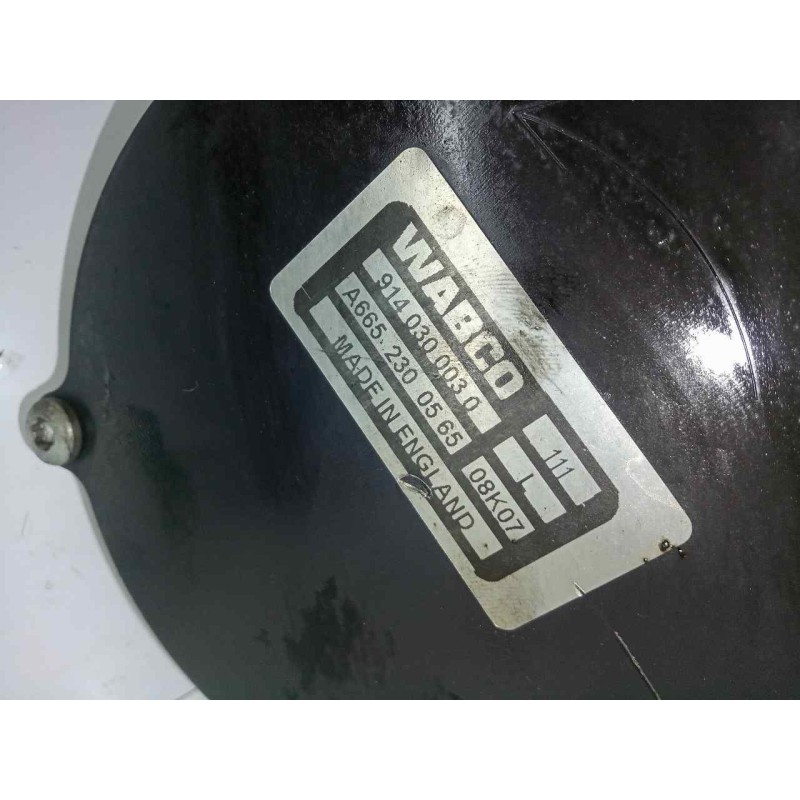 WABCO
914 030 003 0 111
A665. 230 05 65 L
MADE IN ENGLAND 08K07